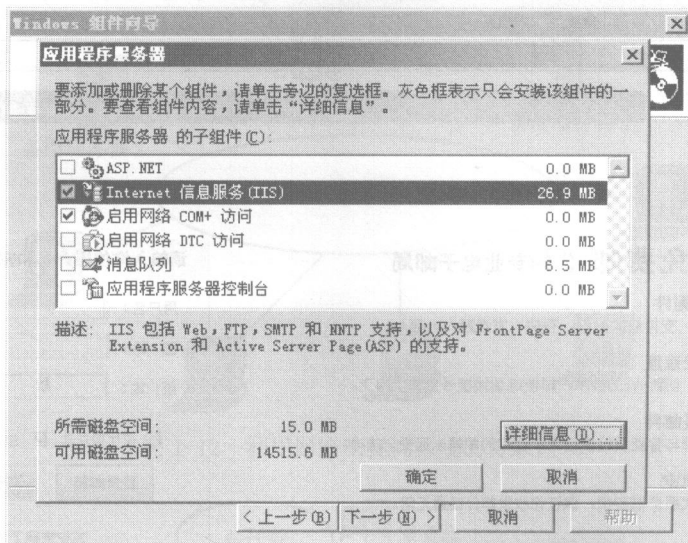 Windows 组件向导
应用程序服务器
要添加或删除某个组件，请单击旁边的复选框。灰色框表示只会安装该组件的一
部分。要查看组件内容，请单击“详细信息”。
应用程序服务器 的子组件(C):
ASP.NET 0.0 MB
Internet 信息服务(IIS) 26.9 MB
启用网络 COM+ 访问 0.0 MB
启用网络 DTC 访问 0.0 MB
消息队列 6.5 MB
应用程序服务器控制台 0.0 MB
描述: IIS 包括 Web，FTP，SMTP 和 NNTP 支持，以及对 FrontPage Server
Extension 和 Active Server Page(ASP) 的支持。
所需磁盘空间: 15.0 MB
可用磁盘空间: 14515.6 MB
详细信息(D)...
确定 取消
< 上一步(B) 下一步(N) > 取消 帮助